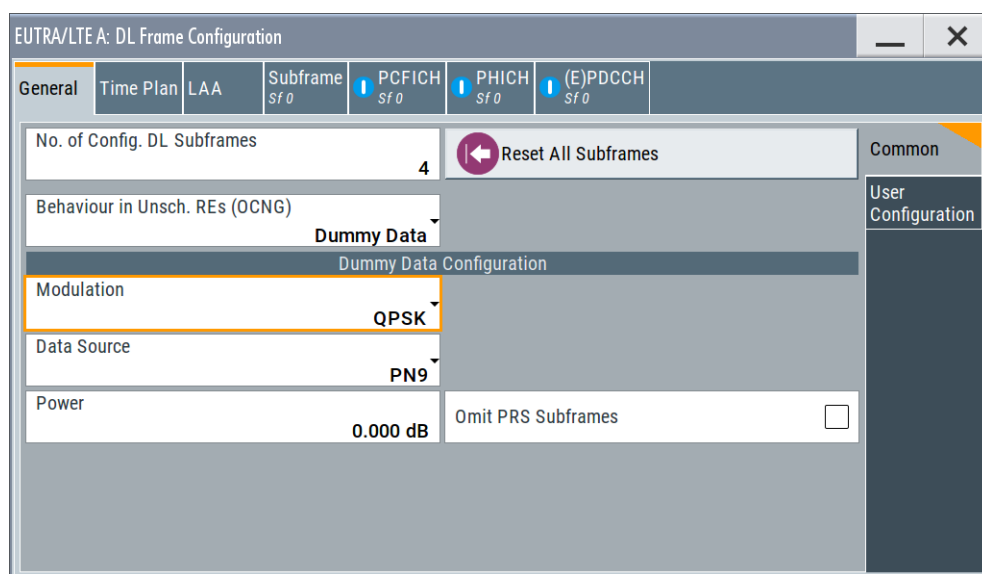 EUTRA/LTE A: DL Frame Configuration
General
Time Plan
LAA
Subframe
Sf 0
PCFICH
Sf 0
PHICH
Sf 0
(E)PDCCH
Sf 0
No. of Config. DL Subframes
4
Reset All Subframes
Common
User
Configuration
Behaviour in Unsch. REs (OCNG)
Dummy Data
Dummy Data Configuration
Modulation
QPSK
Data Source
PN9
Power
0.000 dB
Omit PRS Subframes